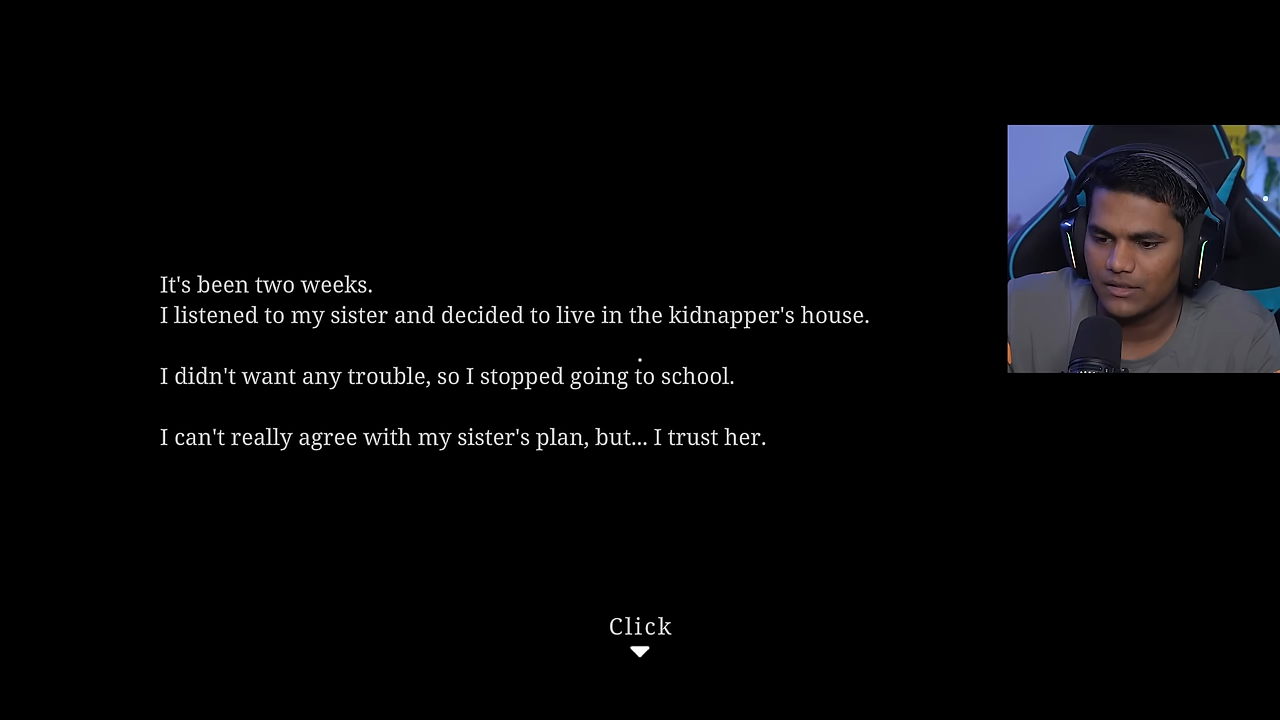 It's been two weeks.
I listened to my sister and decided to live in the kidnapper's house.
I didn't want any trouble, so I stopped going to school.
I can't really agree with my sister's plan, but... I trust her.
Click